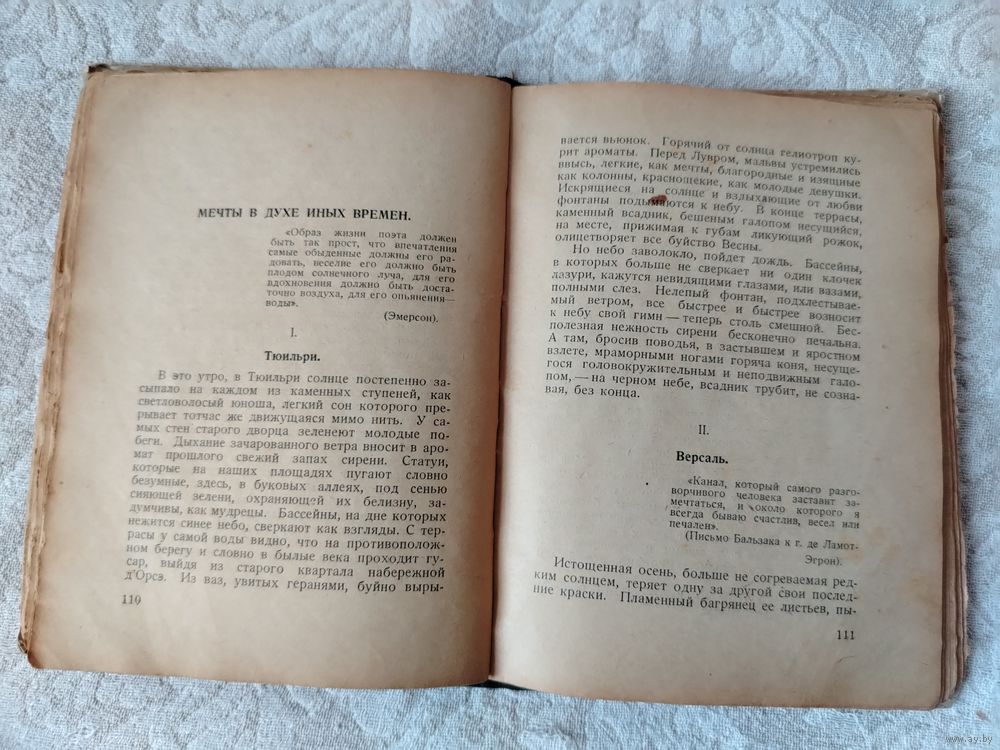 МЕЧТЫ В ДУХЕ ИНЫХ ВРЕМЕН.
«Образ жизни поэта должен
быть так прост, что впечатления
самые обыденные должны его ра-
довать, веселие его должно быть
плодом солнечного луча, для его
вдохновения должно быть доста-
точно воздуха, для его опьянения—
воды».
(Эмерсон).
I.
Тюильри.
В это утро, в Тюильри солнце постепенно за-
сыпало на каждом из каменных ступеней, как
светловолосый юноша, легкий сон которого пре-
рывает тотчас же движущаяся мимо нить. У са-
мых стен старого дворца зеленеют молодые по-
беги. Дыхание зачарованного ветра вносит в аро-
мат прошлого свежий запах сирени. Статуи,
которые на наших площадях пугают словно
безумные, здесь, в буковых аллеях, под сенью
сияющей зелени, охраняющей их белизну, за-
думчивы, как мудрецы. Бассейны, на дне которых
нежится синее небо, сверкают как взгляды. С тер-
расы у самой воды видно, что на противополож-
ном берегу и словно в былые века проходит гу-
сар, выйдя из старого квартала набережной
д'Орсэ. Из ваз, увитых геранями, буйно выры-
110
вается вьюнок. Горячий от солнца гелиотроп ку-
рит ароматы. Перед Лувром, мальвы устремились
ввысь, легкие, как мечты, благородные и изящные
как колонны, краснощекие, как молодые девушки.
Искрящиеся на солнце и вздыхающие от любви
фонтаны подымаются к небу. В конце террасы,
каменный всадник, бешеным галопом несущийся,
на месте, прижимая к губам ликующий рожок,
олицетворяет все буйство Весны.
Но небо заволокло, пойдет дождь. Бассейны,
в которых больше не сверкает ни один клочек
лазури, кажутся невидящими глазами, или вазами,
полными слез. Нелепый фонтан, подхлестывае-
мый ветром, все быстрее и быстрее возносит
к небу свой гимн — теперь столь смешной. Бес-
полезная нежность сирени бесконечно печальна.
А там, бросив поводья, в застывшем и яростном
взлете, мраморными ногами горяча коня, несуще-
гося головокружительным и неподвижным гало-
пом, — на черном небе, всадник трубит, не созна-
вая, без конца.
II.
Версаль.
«Канал, который самого разго-
ворчивого человека заставит за-
мечтаться, и около которого я
всегда бываю счастлив, весел или
печален».
(Письмо Бальзака к г. де Ламот-
Эгрон).
Истощенная осень, больше не согреваемая ред-
ким солнцем, теряет одну за другой свои послед-
ние краски. Пламенный багрянец ее листьев, пы-
111
www.ay.by